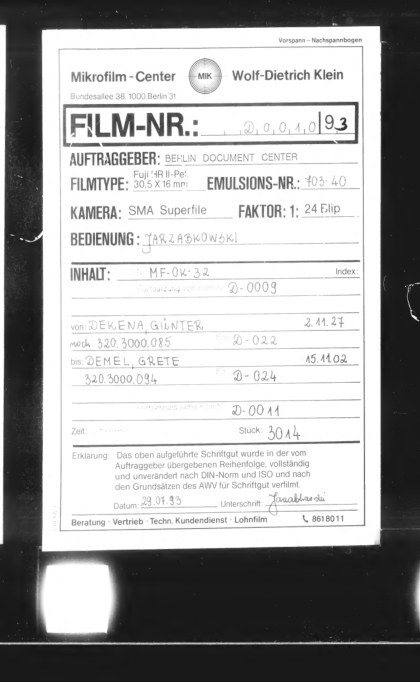 Vorspann - Nachspannbogen
Mikrofilm - Center MIK Wolf-Dietrich Klein
Bundesallee 38, 1000 Berlin 31
FILM-NR.: D,0,0,1,0 93
AUFTRAGGEBER: BERLIN DOCUMENT CENTER
Fuji HR II-Pet
FILMTYPE: 30,5 X 16 mm EMULSIONS-NR.: 703-40
KAMERA: SMA Superfile FAKTOR: 1: 24 Flip
BEDIENUNG: JARZABKOWSKI
INHALT: MF-OK-32 Index:
D-0009
von: DEKENA, GÜNTER 2.11.27
noch 320.3000.085 D-022
bis: DEMEL, GRETE 15.11.02
320.3000.094 D-024
D-0011
Zeit: Stück: 3014
Erklärung: Das oben aufgeführte Schriftgut wurde in der vom
Auftraggeber übergebenen Reihenfolge, vollständig
und unverändert nach DIN-Norm und ISO und nach
den Grundsätzen des AWV für Schriftgut verfilmt.
Datum: 29.07.93 Unterschrift:
Beratung · Vertrieb · Techn. Kundendienst · Lohnfilm 8618011